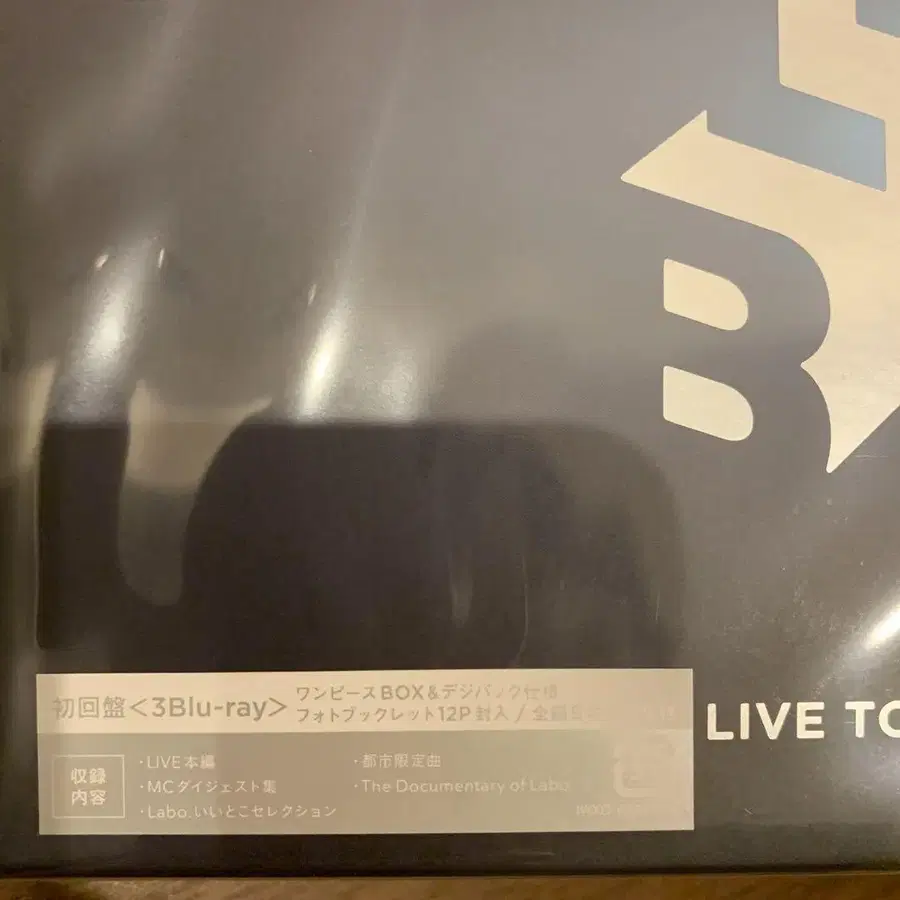 B
LIVE TO
初回盤<3Blu-ray>
ワンピースBOX&デジパック仕様
フォトブックレット12P封入 /
収録
内容
・LIVE本編
・MCダイジェスト集
・Labo.いいとこセレクション
・都市限定曲
・The Documentary of Labo.